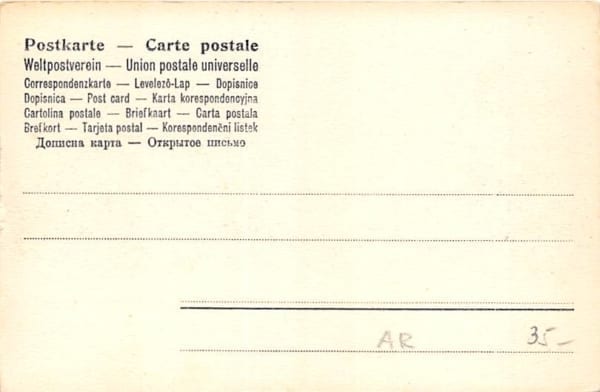 Postkarte — Carte postale
Weltpostverein — Union postale universelle
Correspondenzkarte — Levelező-Lap — Dopisnice
Dopisnica — Post card — Karta korespondencyjna
Cartolina postale — Briefkaart — Carta postala
Brefkort — Tarjeta postal — Korespondenční listek
Дописна карта — Открытое письмо
AR 35-